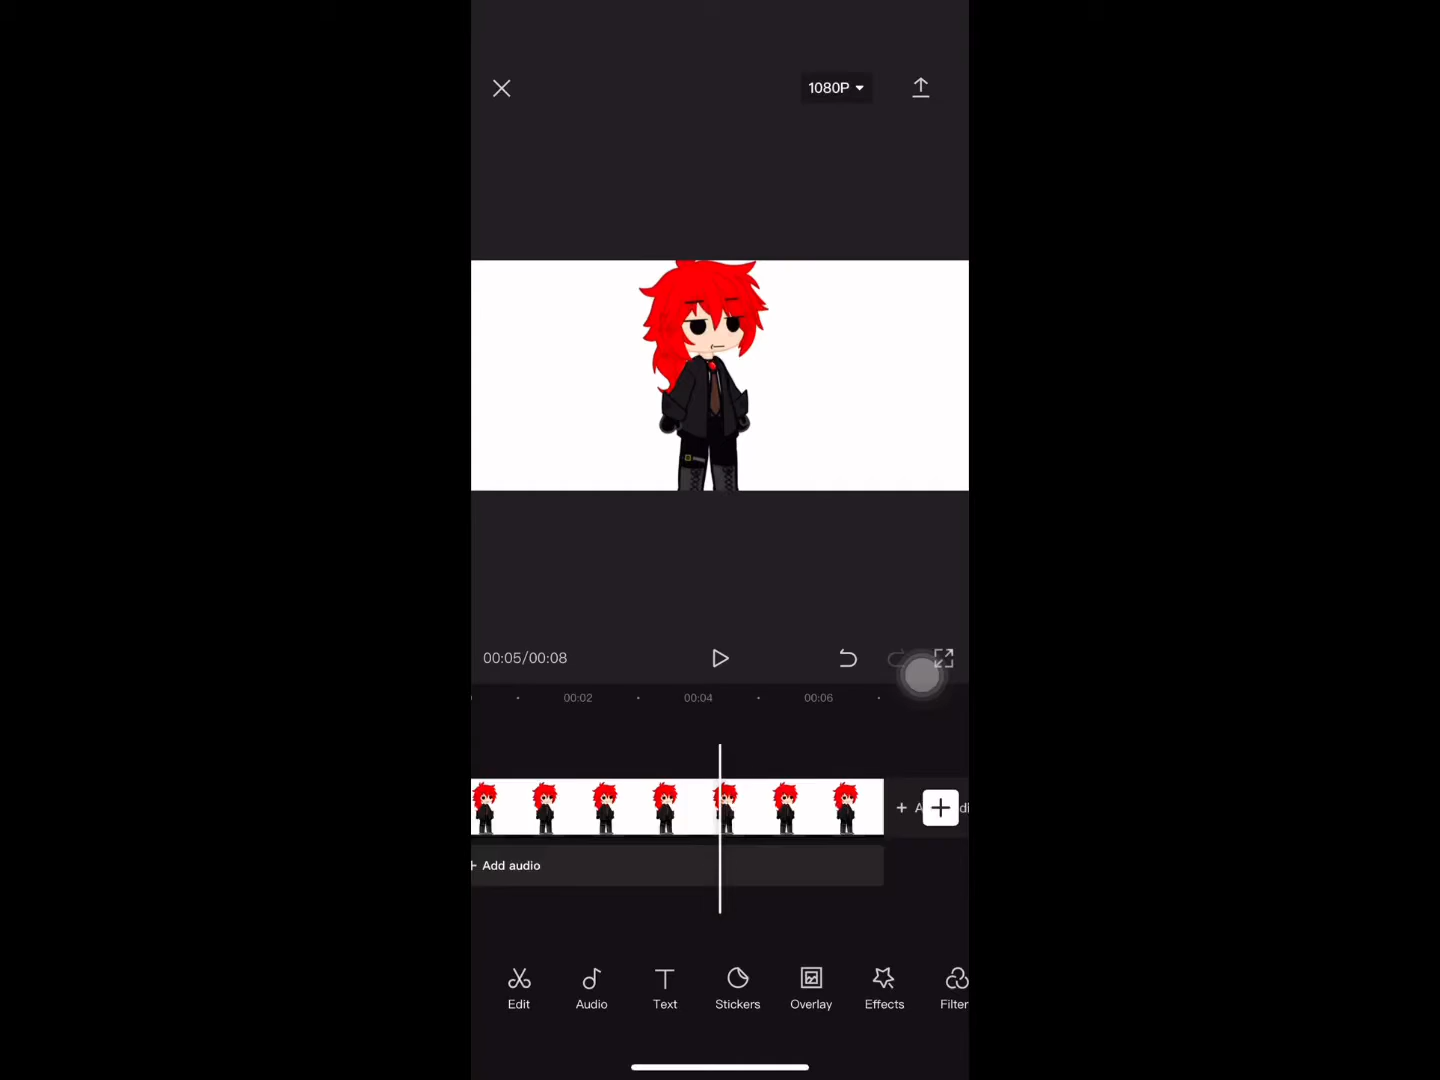 1080P
00:05/00:08
00:02 00:04 00:06
+ Add audio
Edit Audio Text Stickers Overlay Effects Filter